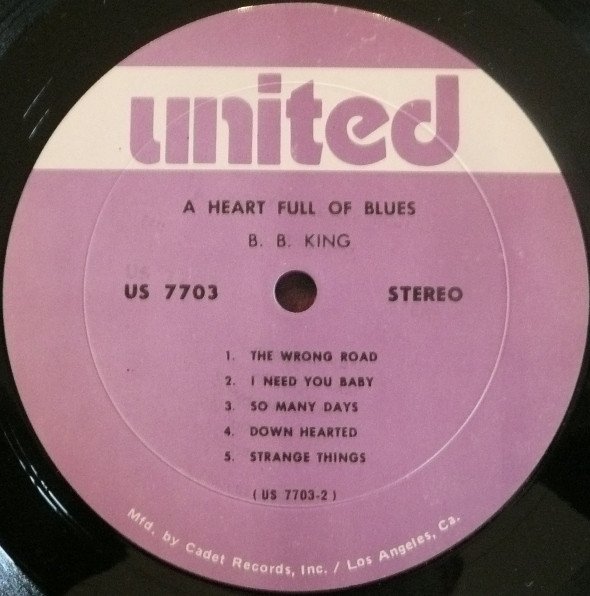 united
A HEART FULL OF BLUES
B. B. KING
US 7703 STEREO
1. THE WRONG ROAD
2. I NEED YOU BABY
3. SO MANY DAYS
4. DOWN HEARTED
5. STRANGE THINGS
( US 7703-2 )
Mfd. by Cadet Records, Inc. / Los Angeles, Ca.